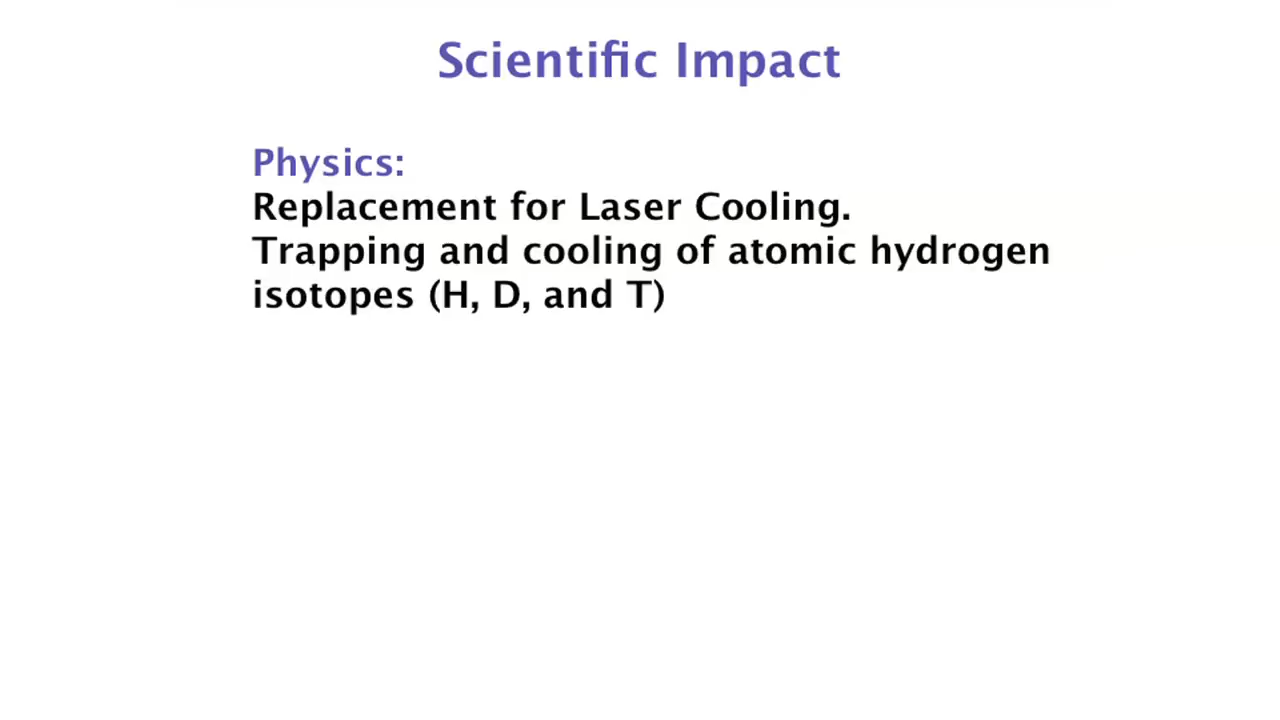 Scientific Impact
Physics:
Replacement for Laser Cooling.
Trapping and cooling of atomic hydrogen
isotopes (H, D, and T)